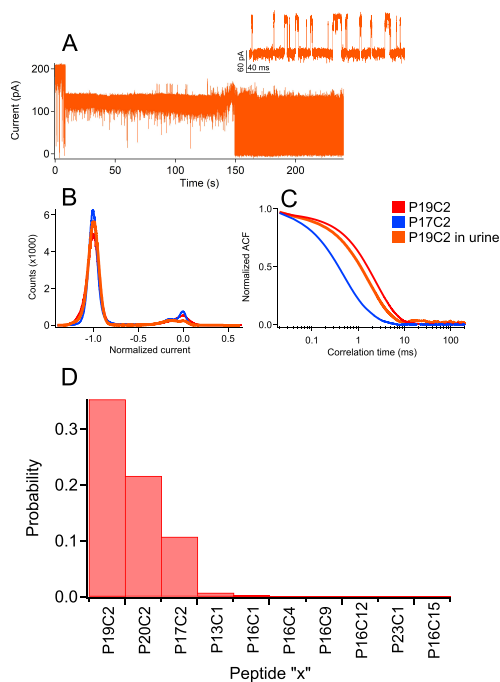 A
60 pA
40 ms
Current (pA)
200
100
0
0
50
100
150
200
Time (s)
B
C
P19C2
P17C2
P19C2 in urine
Counts (x1000)
6
4
2
0
-1.0
-0.5
0.0
0.5
Normalized current
Normalized ACF
1.0
0.5
0.0
0.1
1
10
100
Correlation time (ms)
D
Probability
0.3
0.2
0.1
0.0
P19C2
P20C2
P17C2
P13C1
P16C1
P16C4
P16C9
P16C12
P23C1
P16C15
Peptide "x"